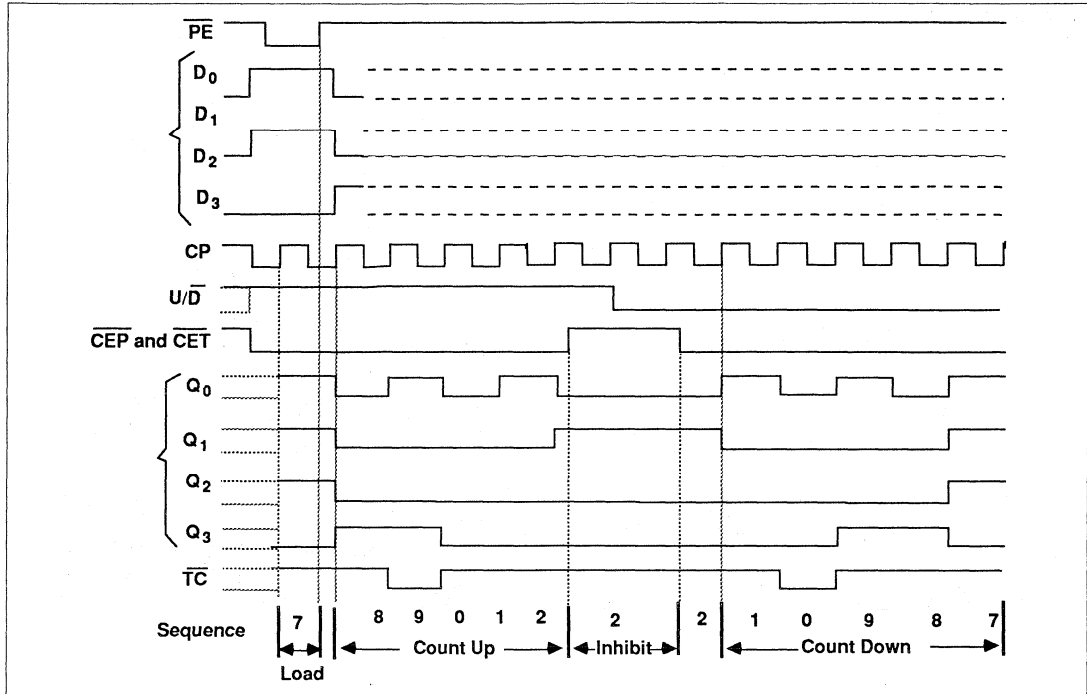 PE
D0
D1
D2
D3
CP
U/D
CEP and CET
Q0
Q1
Q2
Q3
TC
Sequence 7 8 9 0 1 2 2 2 1 0 9 8 7
Load Count Up Inhibit Count Down